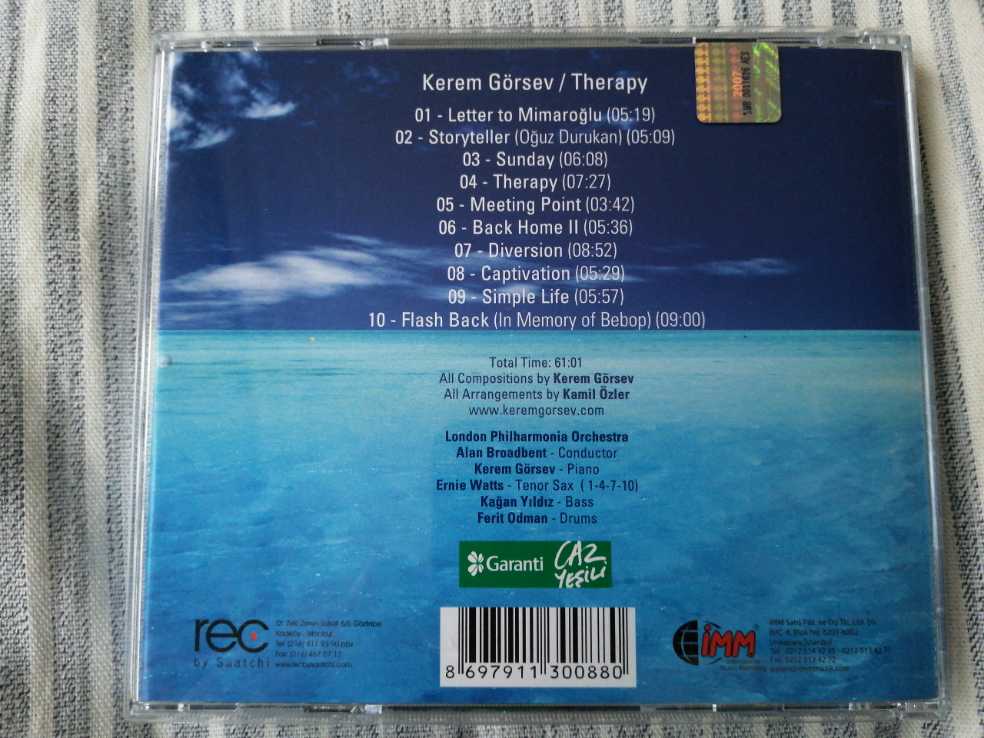 Kerem Görsev / Therapy
01 - Letter to Mimaroğlu (05:19)
02 - Storyteller (Oğuz Durukan) (05:09)
03 - Sunday (06:08)
04 - Therapy (07:27)
05 - Meeting Point (03:42)
06 - Back Home II (05:36)
07 - Diversion (08:52)
08 - Captivation (05:29)
09 - Simple Life (05:57)
10 - Flash Back (In Memory of Bebop) (09:00)
Total Time: 61:01
All Compositions by Kerem Görsev
All Arrangements by Kamil Özler
www.keremgorsev.com
London Philharmonia Orchestra
Alan Broadbent - Conductor
Kerem Görsev - Piano
Ernie Watts - Tenor Sax ( 1-4-7-10)
Kağan Yıldız - Bass
Ferit Odman - Drums
Garanti
CAZ
YEŞİLİ
rec
by Saatchi
Kadıköy - İstanbul
8 697911 300880
İMM
2007